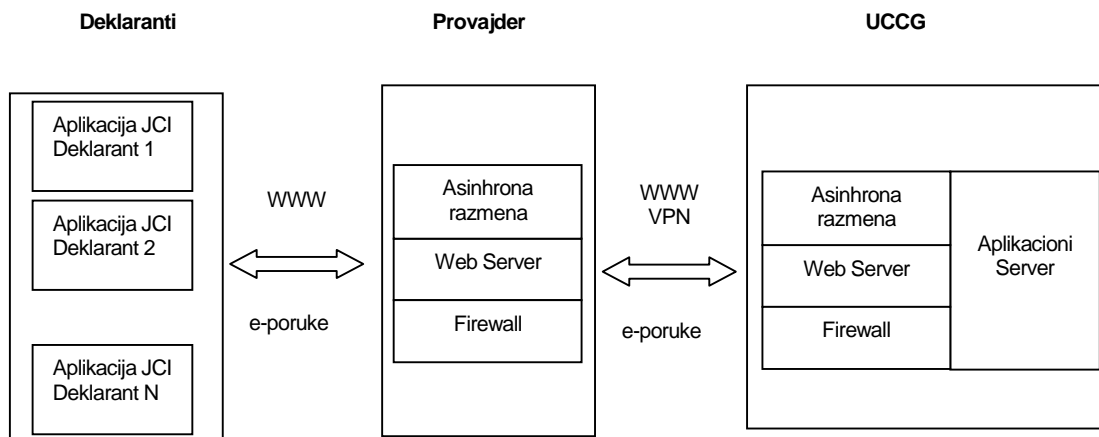 Deklaranti
Provajder
UCCG
Aplikacija JCI
Deklarant 1
Aplikacija JCI
Deklarant 2
Aplikacija JCI
Deklarant N
WWW
e-poruke
Asinhrona
razmena
Web Server
Firewall
WWW
VPN
e-poruke
Asinhrona
razmena
Web Server
Firewall
Aplikacioni
Server